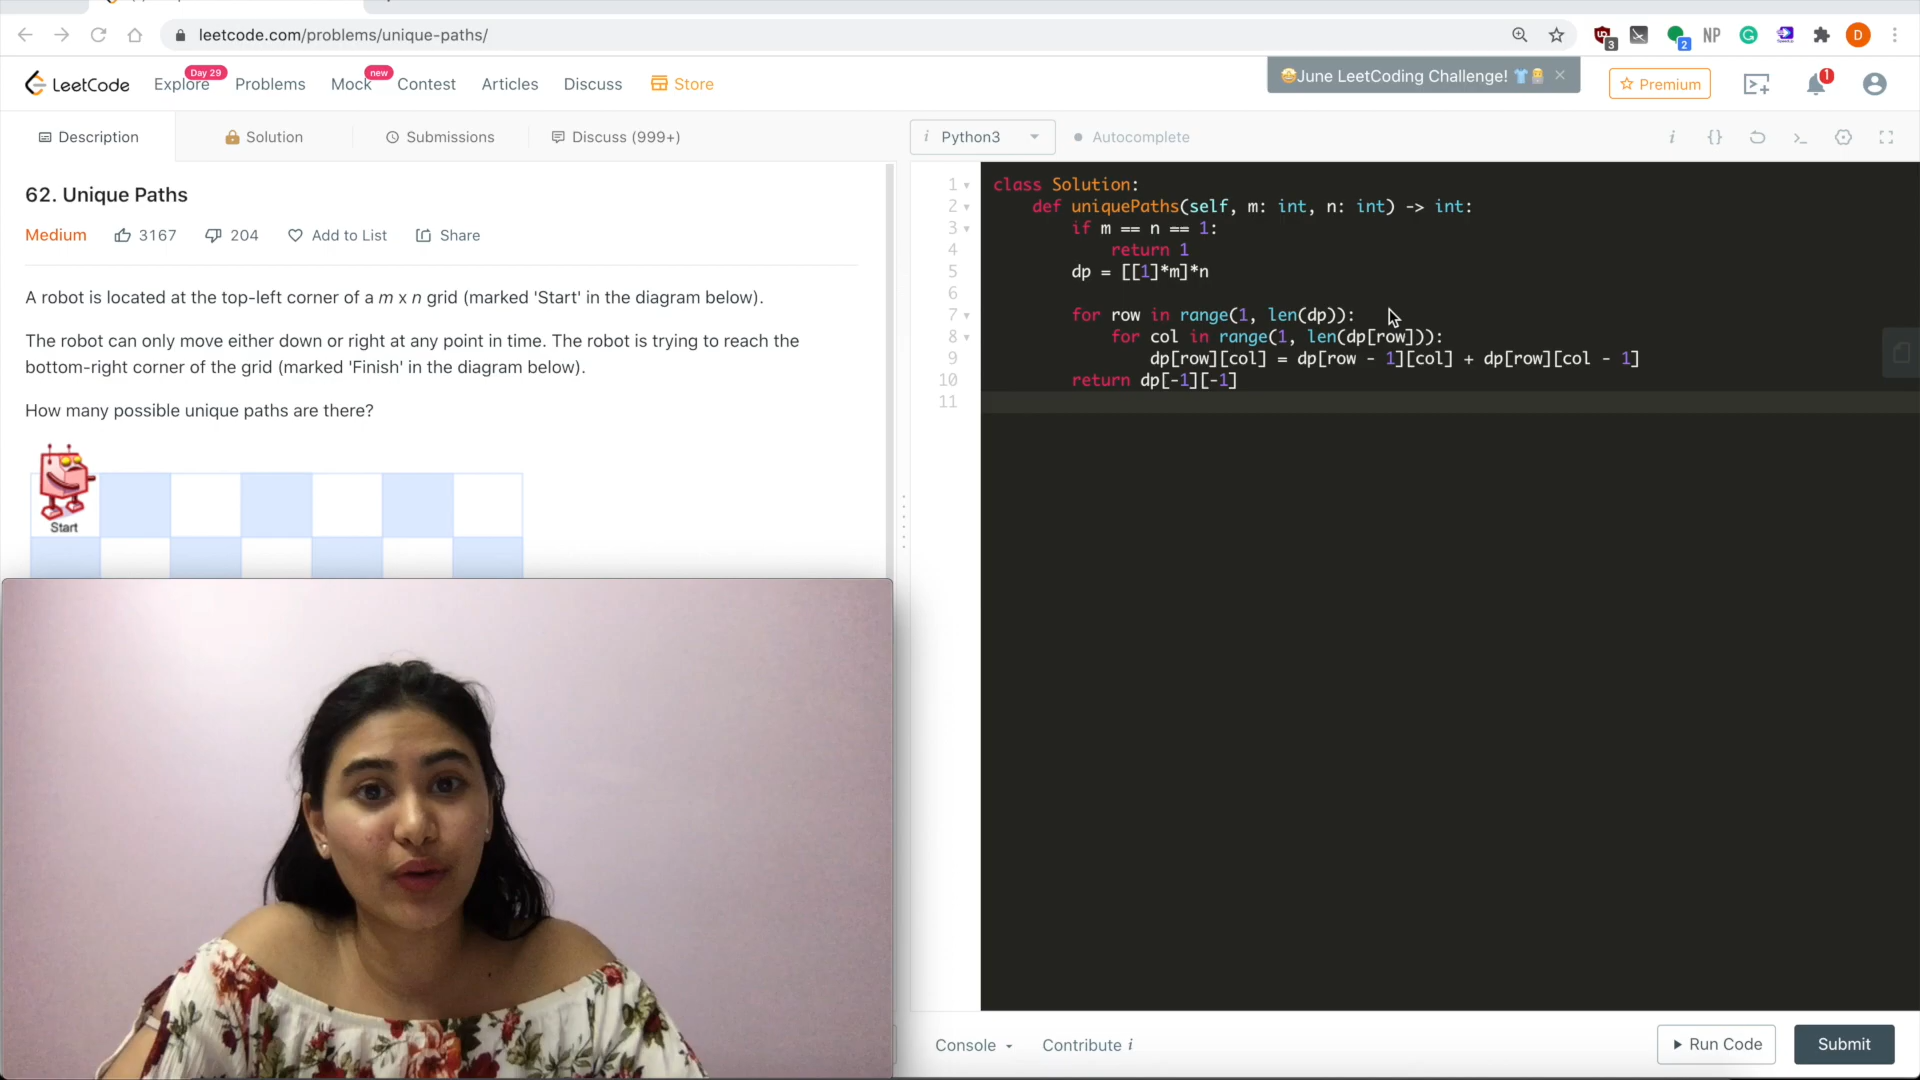 leetcode.com/problems/unique-paths/
3
2
NP
D
LeetCode
Explore
Day 29
Problems
Mock
new
Contest
Articles
Discuss
Store
🤩June LeetCoding Challenge! 👕
Premium
1
Description
Solution
Submissions
Discuss (999+)
i Python3
Autocomplete
i {}
62. Unique Paths
Medium 3167 204 Add to List Share
A robot is located at the top-left corner of a m x n grid (marked 'Start' in the diagram below).
The robot can only move either down or right at any point in time. The robot is trying to reach the
bottom-right corner of the grid (marked 'Finish' in the diagram below).
How many possible unique paths are there?
Start
1 class Solution:
2 def uniquePaths(self, m: int, n: int) -> int:
3 if m == n == 1:
4 return 1
5 dp = [[1]*m]*n
6
7 for row in range(1, len(dp)):
8 for col in range(1, len(dp[row])):
9 dp[row][col] = dp[row - 1][col] + dp[row][col - 1]
10 return dp[-1][-1]
11
Console
Contribute i
Run Code
Submit